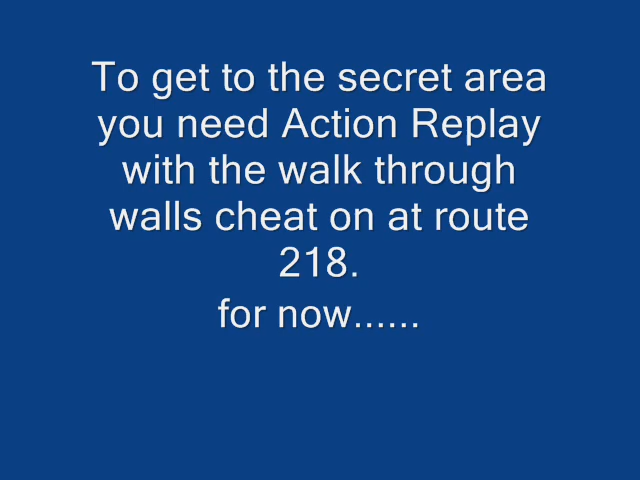 To get to the secret area
you need Action Replay
with the walk through
walls cheat on at route
218.
for now......